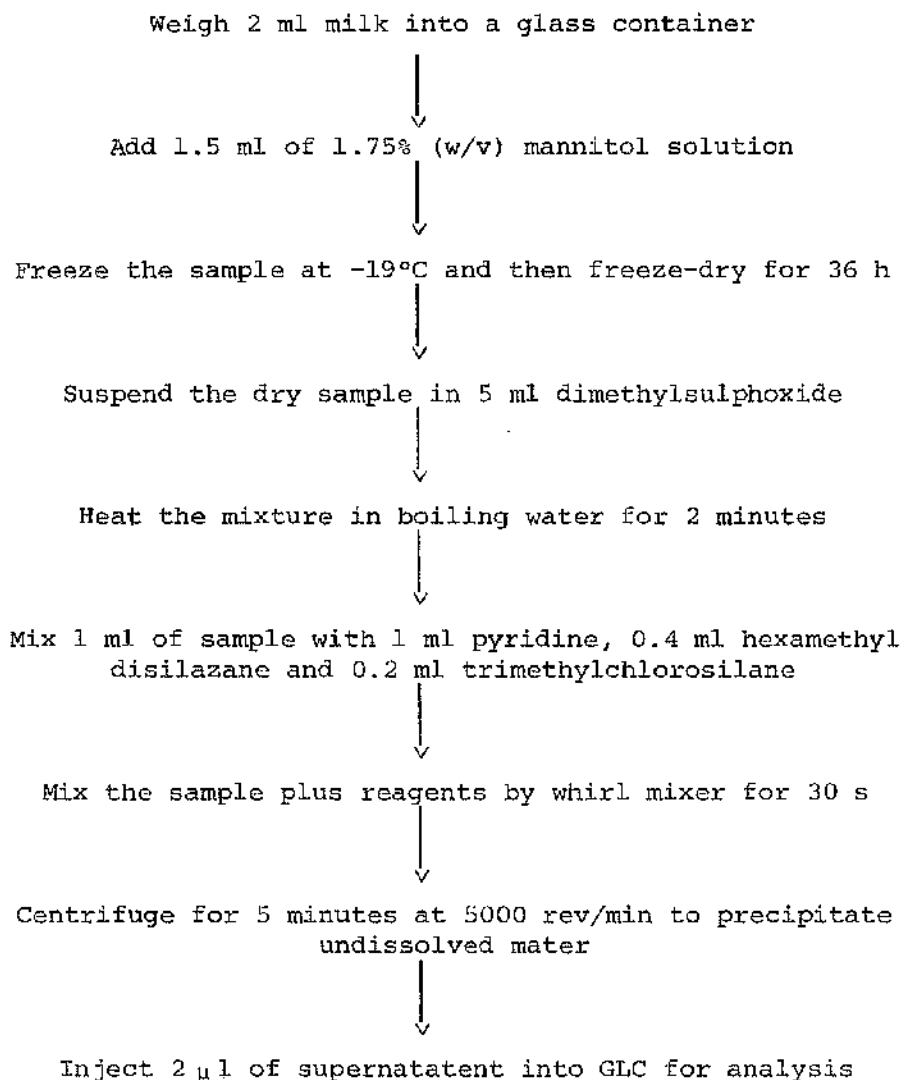 Weigh 2 ml milk into a glass container
Add 1.5 ml of 1.75% (w/v) mannitol solution
Freeze the sample at -19°C and then freeze-dry for 36 h
Suspend the dry sample in 5 ml dimethylsulphoxide
Heat the mixture in boiling water for 2 minutes
Mix 1 ml of sample with 1 ml pyridine, 0.4 ml hexamethyl
disilazane and 0.2 ml trimethylchlorosilane
Mix the sample plus reagents by whirl mixer for 30 s
Centrifuge for 5 minutes at 5000 rev/min to precipitate
undissolved mater
Inject 2 μl of supernatatent into GLC for analysis